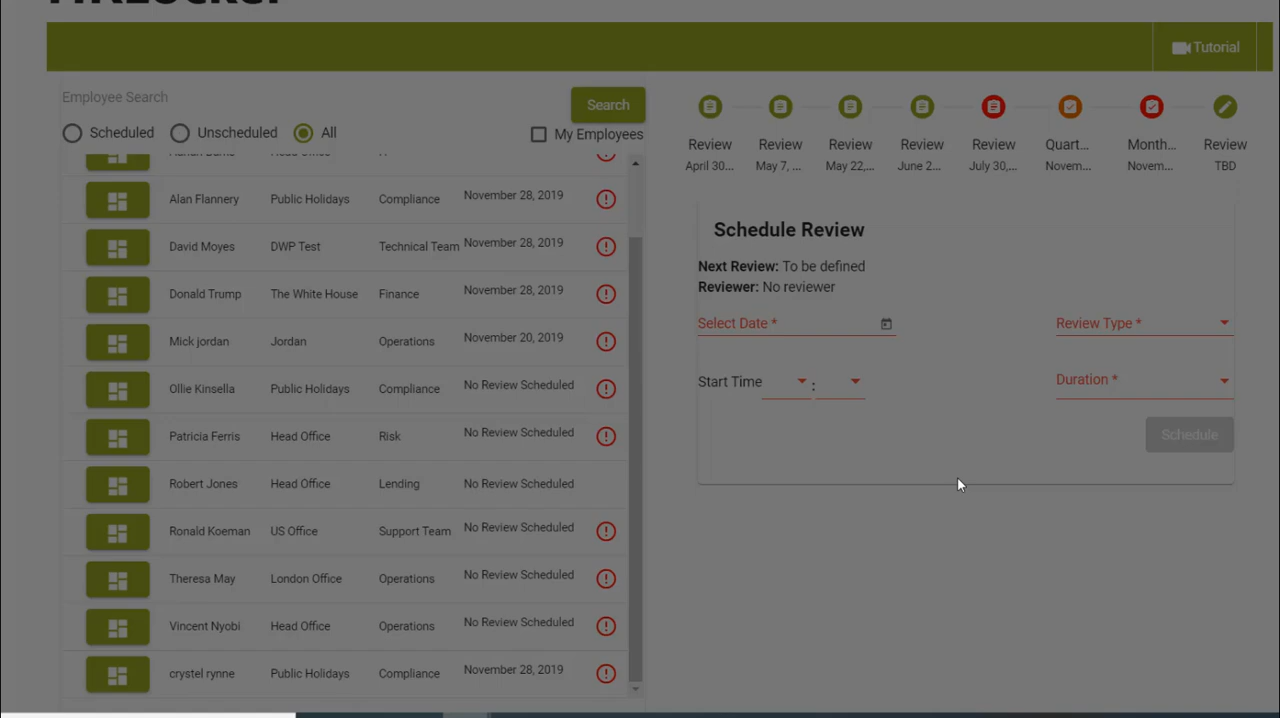 HRLocker
Tutorial
Employee Search
Search
Scheduled Unscheduled All My Employees
Alan Flannery Public Holidays Compliance November 28, 2019
David Moyes DWP Test Technical Team November 28, 2019
Donald Trump The White House Finance November 28, 2019
Mick jordan Jordan Operations November 20, 2019
Ollie Kinsella Public Holidays Compliance No Review Scheduled
Patricia Ferris Head Office Risk No Review Scheduled
Robert Jones Head Office Lending No Review Scheduled
Ronald Koeman US Office Support Team No Review Scheduled
Theresa May London Office Operations No Review Scheduled
Vincent Nyobi Head Office Operations No Review Scheduled
crystel rynne Public Holidays Compliance November 28, 2019
Review Review Review Review Review Quart... Month... Review
April 30... May 7, ... May 22,... June 2... July 30,... Novem... Novem... TBD
Schedule Review
Next Review: To be defined
Reviewer: No reviewer
Select Date * Review Type *
Start Time : Duration *
Schedule